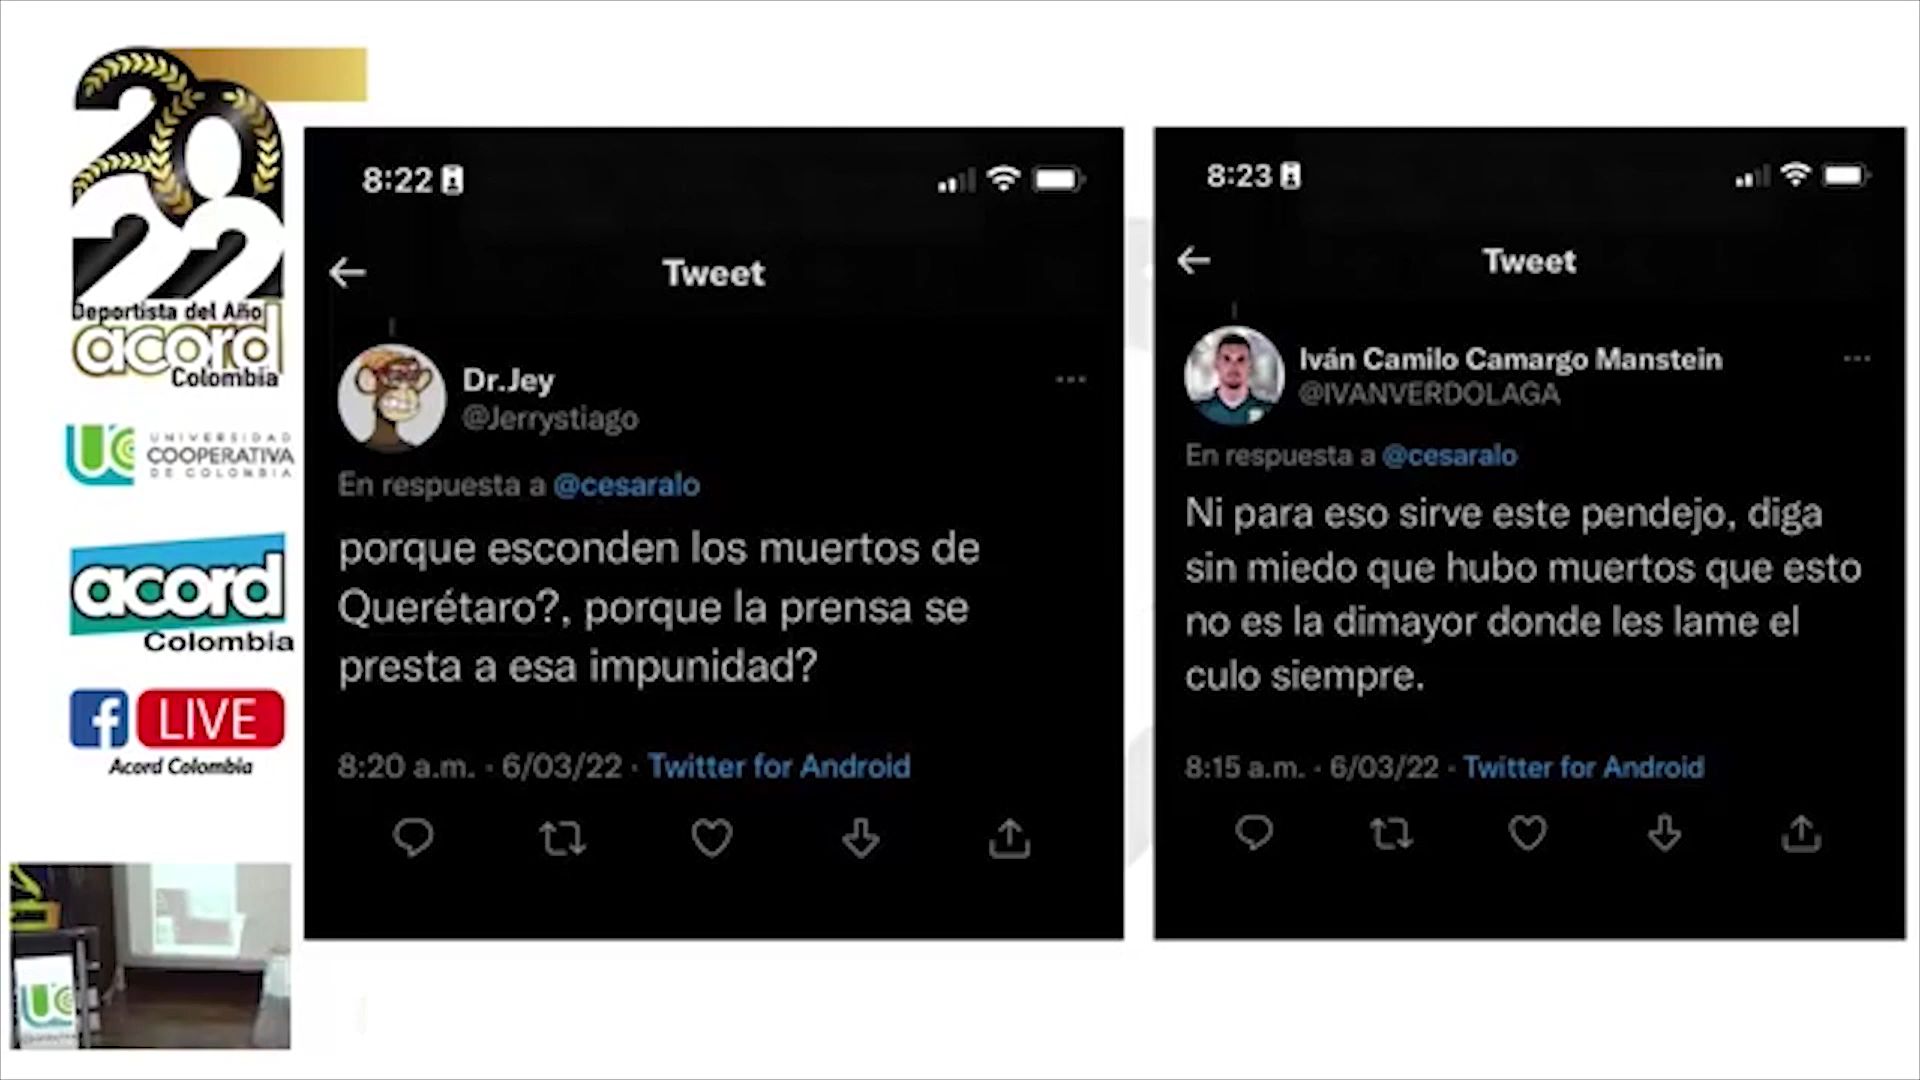 2022
Deportista del Año
acord
Colombia
UC UNIVERSIDAD
COOPERATIVA
DE COLOMBIA
acord
Colombia
f LIVE
Acord Colombia
UC
8:22
Tweet
Dr.Jey
@Jerrystiago
En respuesta a @cesaralo
porque esconden los muertos de
Querétaro?, porque la prensa se
presta a esa impunidad?
8:20 a.m. · 6/03/22 · Twitter for Android
8:23
Tweet
Iván Camilo Camargo Manstein
@IVANVERDOLAGA
En respuesta a @cesaralo
Ni para eso sirve este pendejo, diga
sin miedo que hubo muertos que esto
no es la dimayor donde les lame el
culo siempre.
8:15 a.m. · 6/03/22 · Twitter for Android